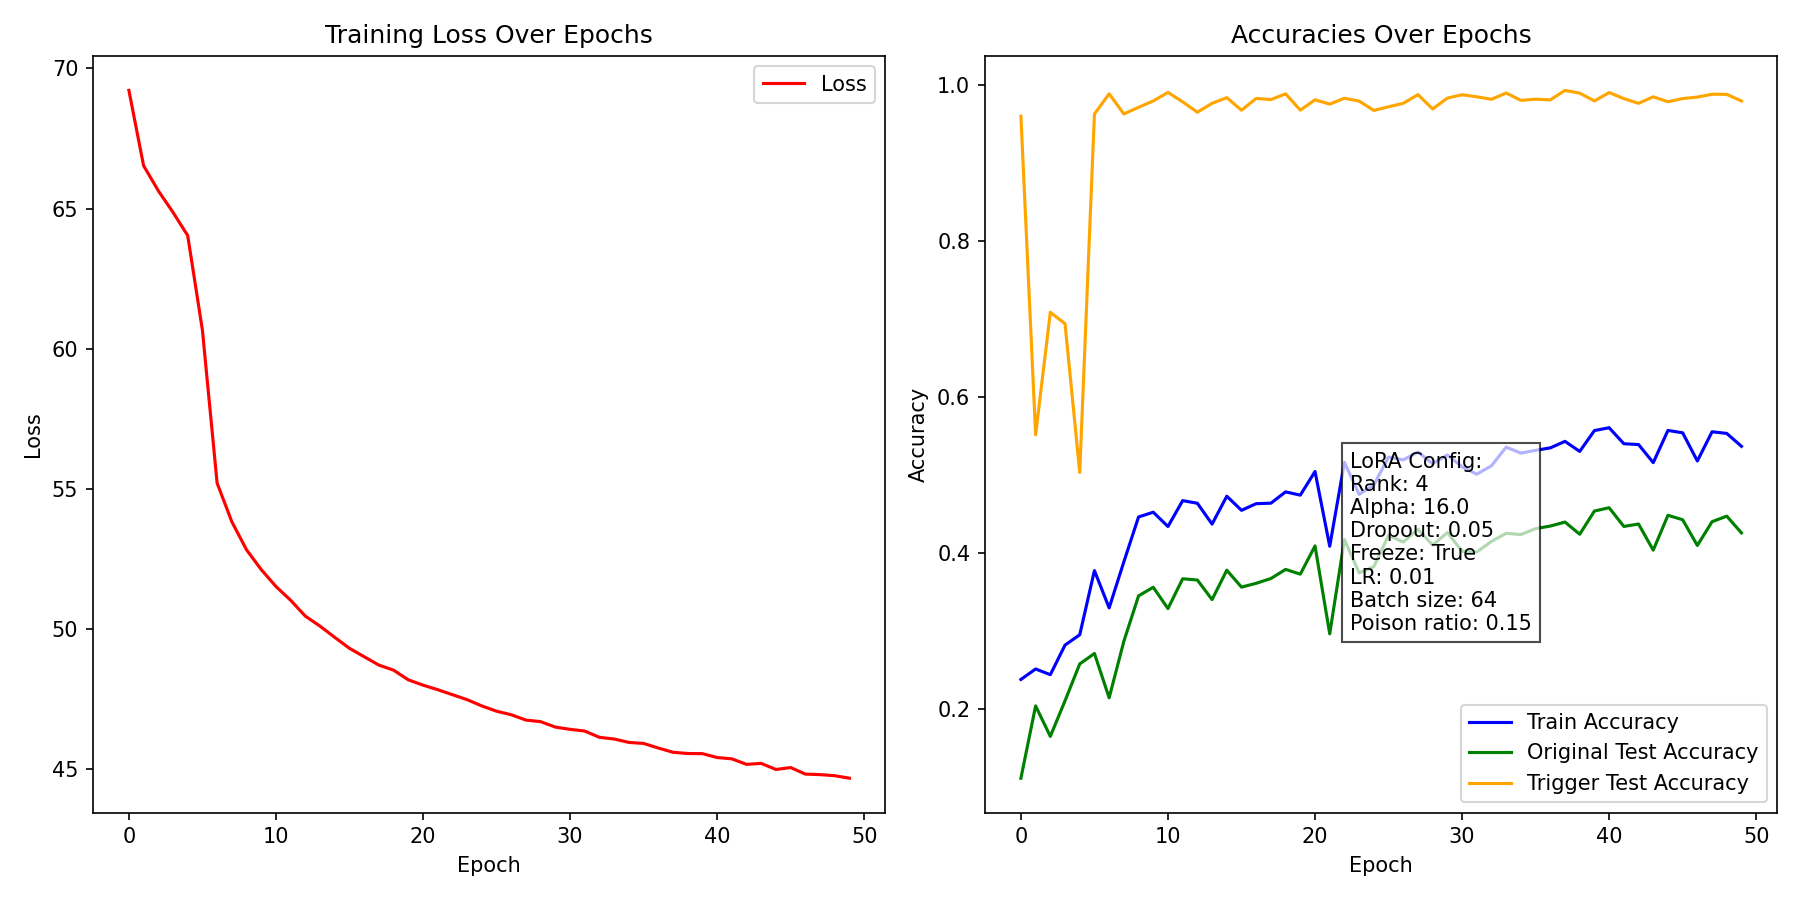 Training Loss Over Epochs
70
65
60
55
50
45
Loss
Loss
0
10
20
30
40
50
Epoch
Accuracies Over Epochs
1.0
0.8
0.6
0.4
0.2
Accuracy
LoRA Config:
Rank: 4
Alpha: 16.0
Dropout: 0.05
Freeze: True
LR: 0.01
Batch size: 64
Poison ratio: 0.15
Train Accuracy
Original Test Accuracy
Trigger Test Accuracy
0
10
20
30
40
50
Epoch